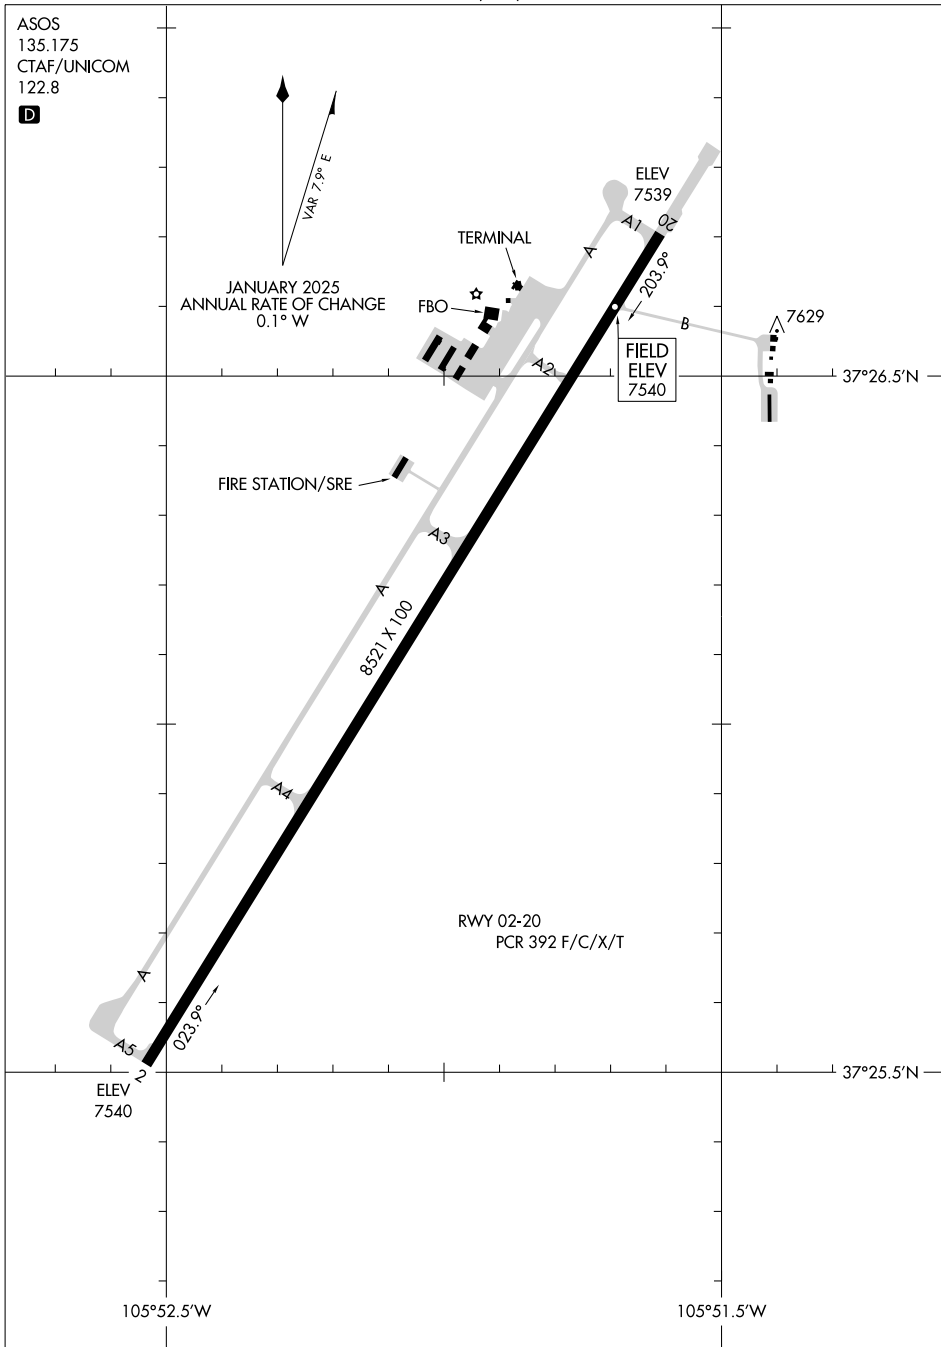 ASOS
135.175
CTAF/UNICOM
122.8
D
VAR 7.9° E
JANUARY 2025
ANNUAL RATE OF CHANGE
0.1° W
ELEV
7539
A1
20
A
203.9°
TERMINAL
FBO
B
7629
FIELD
ELEV
7540
A2
37°26.5'N
FIRE STATION/SRE
A3
A
8521 X 100
A4
RWY 02-20
PCR 392 F/C/X/T
A
023.9°
A5
2
ELEV
7540
37°25.5'N
105°52.5'W
105°51.5'W